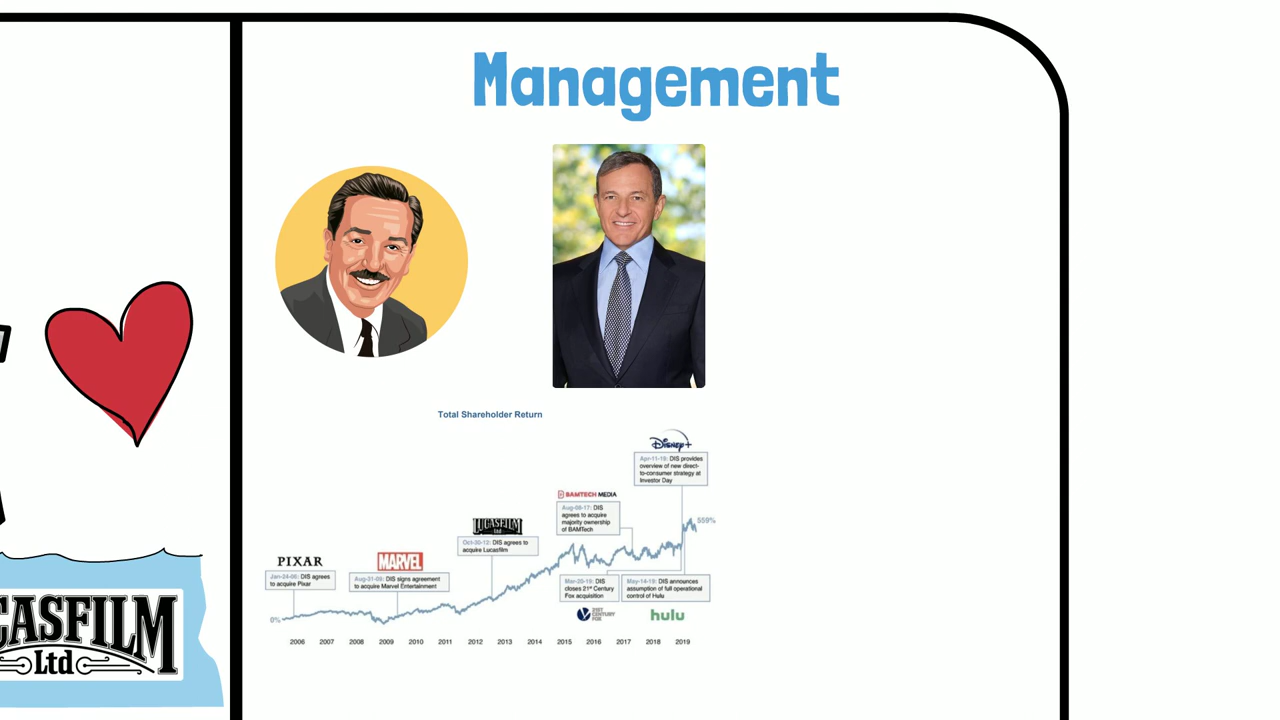 Management
Total Shareholder Return
DISNEY+
Apr-11-19: DIS provides
overview of new direct-
to-consumer strategy at
Investor Day
BAMTECH MEDIA
Aug-08-17: DIS
agrees to acquire
majority ownership
of BAMTech
559%
LUCASFILM
Ltd
Oct-30-12: DIS agrees to
acquire Lucasfilm
PIXAR
Jan-24-06: DIS agrees
to acquire Pixar
MARVEL
Aug-31-09: DIS signs agreement
to acquire Marvel Entertainment
Mar-20-19: DIS
closes 21st Century
Fox acquisition
May-14-19: DIS announces
assumption of full operational
control of Hulu
21ST
CENTURY
FOX
hulu
0%
2006 2007 2008 2009 2010 2011 2012 2013 2014 2015 2016 2017 2018 2019
CASFILM
Ltd